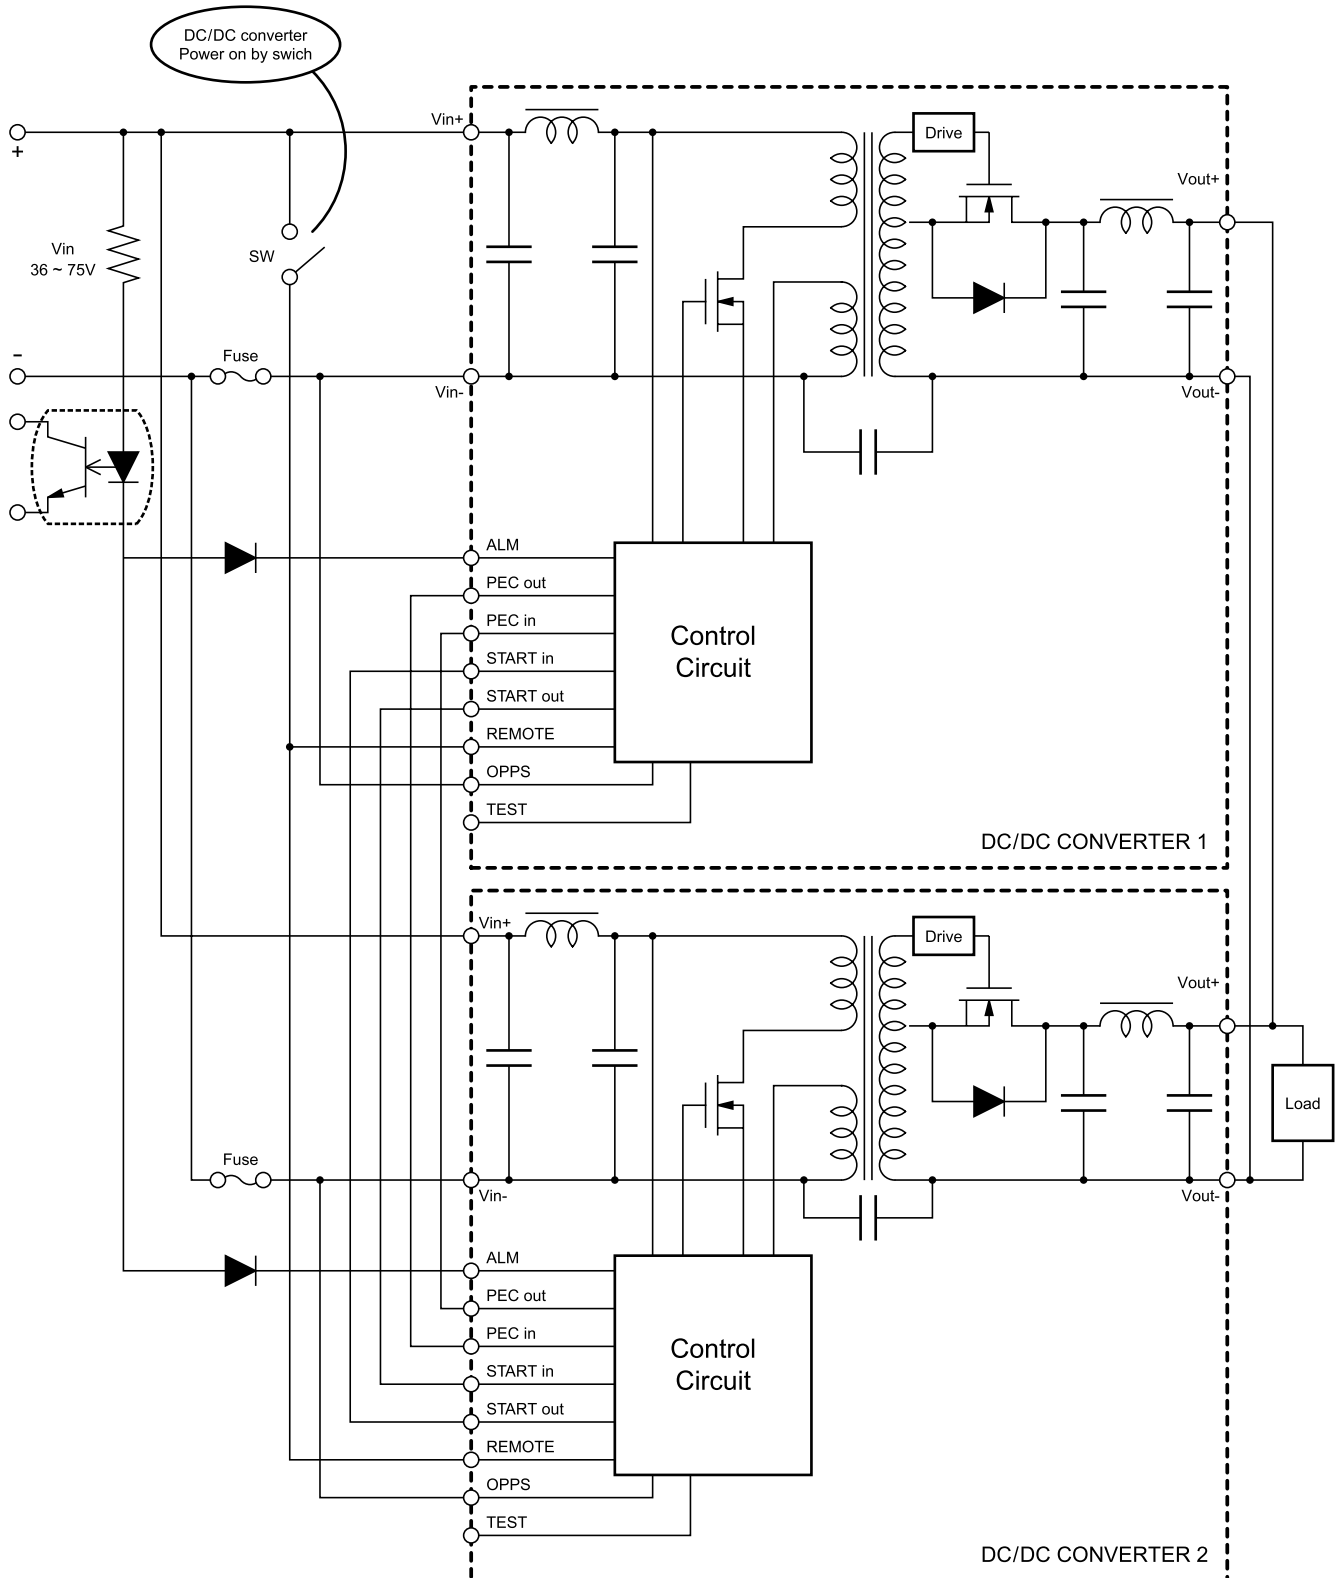 DC/DC converter
Power on by swich
Vin+
+
Drive
Vout+
Vin
36 ~ 75V
SW
-
Fuse
Vin-
Vout-
ALM
PEC out
PEC in
START in
START out
REMOTE
OPPS
TEST
Control
Circuit
DC/DC CONVERTER 1
Vin+
Drive
Vout+
Load
Fuse
Vin-
Vout-
ALM
PEC out
PEC in
START in
START out
REMOTE
OPPS
TEST
Control
Circuit
DC/DC CONVERTER 2